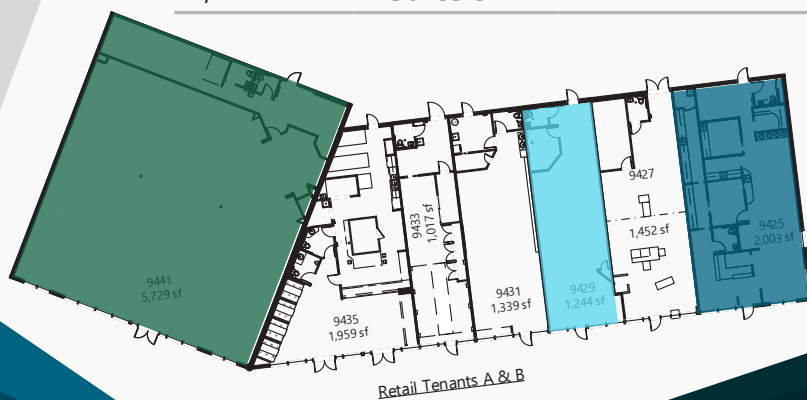 9441
5,729 sf
9435
1,959 sf
9433
1,017 sf
9431
1,339 sf
9429
1,244 sf
9427
1,452 sf
9425
2,003 sf
Retail Tenants A & B